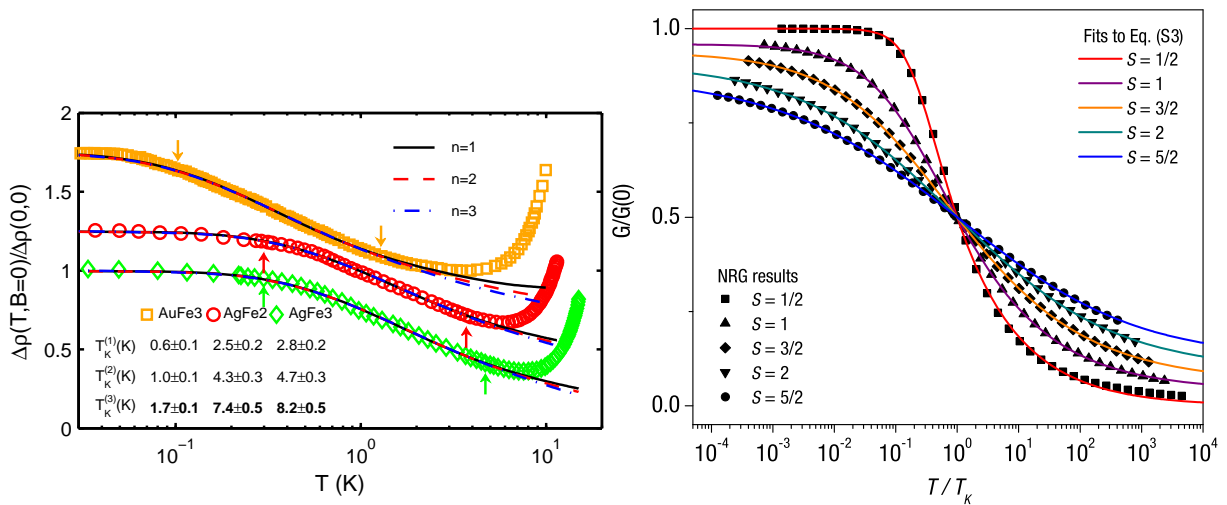 Δρ(T,B=0)/Δρ(0,0)
2
1.5
1
0.5
0
n=1
n=2
n=3
AuFe3 AgFe2 AgFe3
T_K^(1)(K) 0.6±0.1 2.5±0.2 2.8±0.2
T_K^(2)(K) 1.0±0.1 4.3±0.3 4.7±0.3
T_K^(3)(K) 1.7±0.1 7.4±0.5 8.2±0.5
10^−1 10^0 10^1
T (K)
G/G(0)
1.0
0.5
0.0
Fits to Eq. (S3)
S = 1/2
S = 1
S = 3/2
S = 2
S = 5/2
NRG results
S = 1/2
S = 1
S = 3/2
S = 2
S = 5/2
10^-4 10^-3 10^-2 10^-1 10^0 10^1 10^2 10^3 10^4
T / T_K